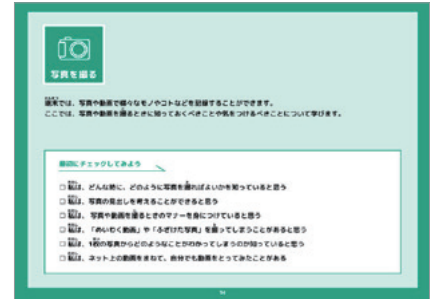 写真を撮る
端末では、写真や動画で様々なモノやコトなどを記録することができます。
ここでは、写真や動画を撮るときに知っておくべきことや気をつけるべきことについて学びます。
最初にチェックしてみよう
□ 私は、どんな時に、どのように写真を撮ればよいかを知っていると思う
□ 私は、写真の見出しを考えることができると思う
□ 私は、写真や動画を撮るときのマナーを身につけていると思う
□ 私は、「めいわく動画」や「ふざけた写真」を撮ってしまうことがあると思う
□ 私は、1枚の写真からどのようなことがわかってしまうのか知っていると思う
□ 私は、ネット上の動画をまねて、自分でも動画をとってみたことがある